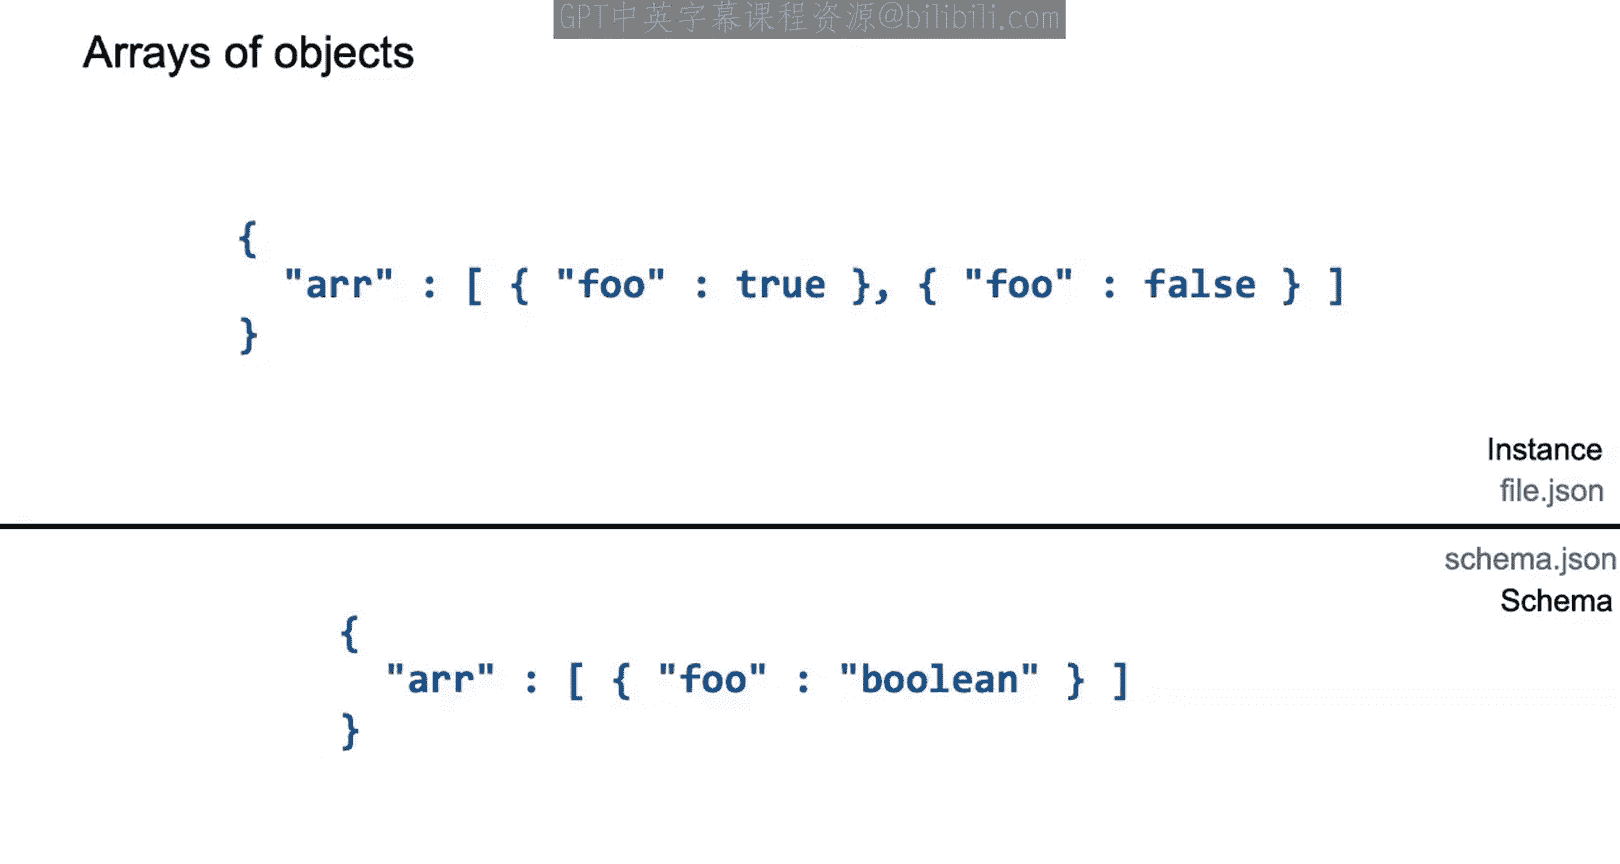 GPT中英字幕课程资源@bilibili.com
Arrays of objects
{
"arr" : [ { "foo" : true }, { "foo" : false } ]
}
Instance
file.json
schema.json
Schema
{
"arr" : [ { "foo" : "boolean" } ]
}